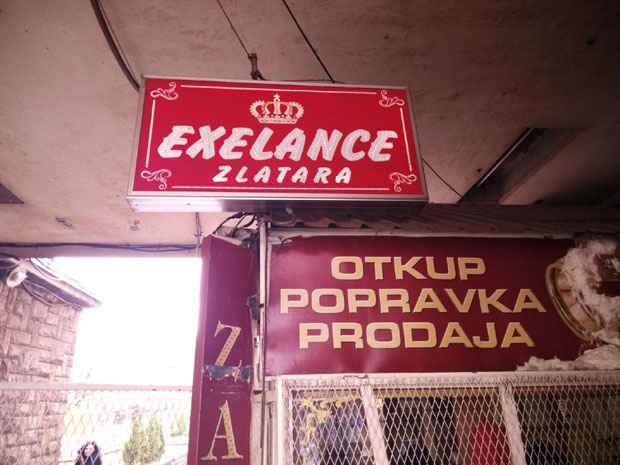 EXELANCE
ZLATARA
OTKUP
POPRAVKA
PRODAJA
Z
A